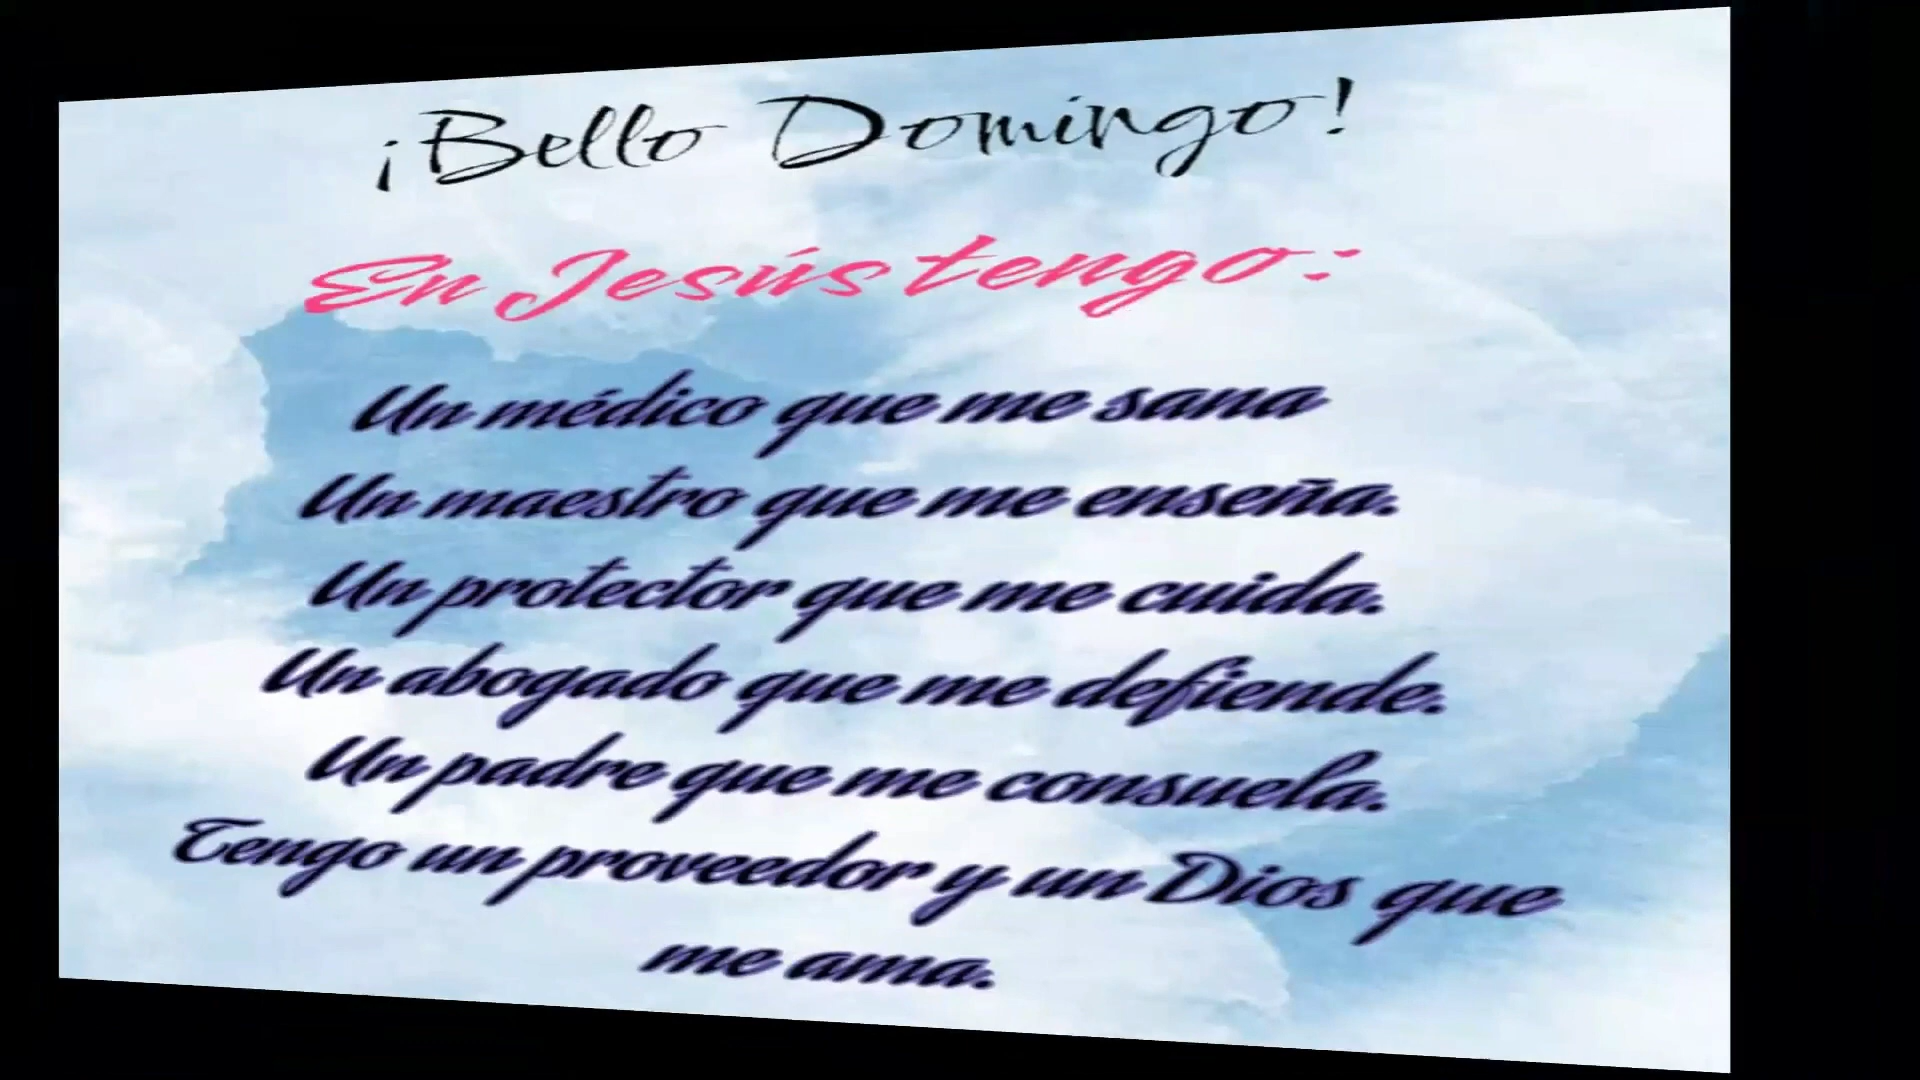 ¡Bello Domingo!
En Jesús tengo:
Un médico que me sana
Un maestro que me enseña.
Un protector que me cuida.
Un abogado que me defiende.
Un padre que me consuela.
Tengo un proveedor y un Dios que
me ama.